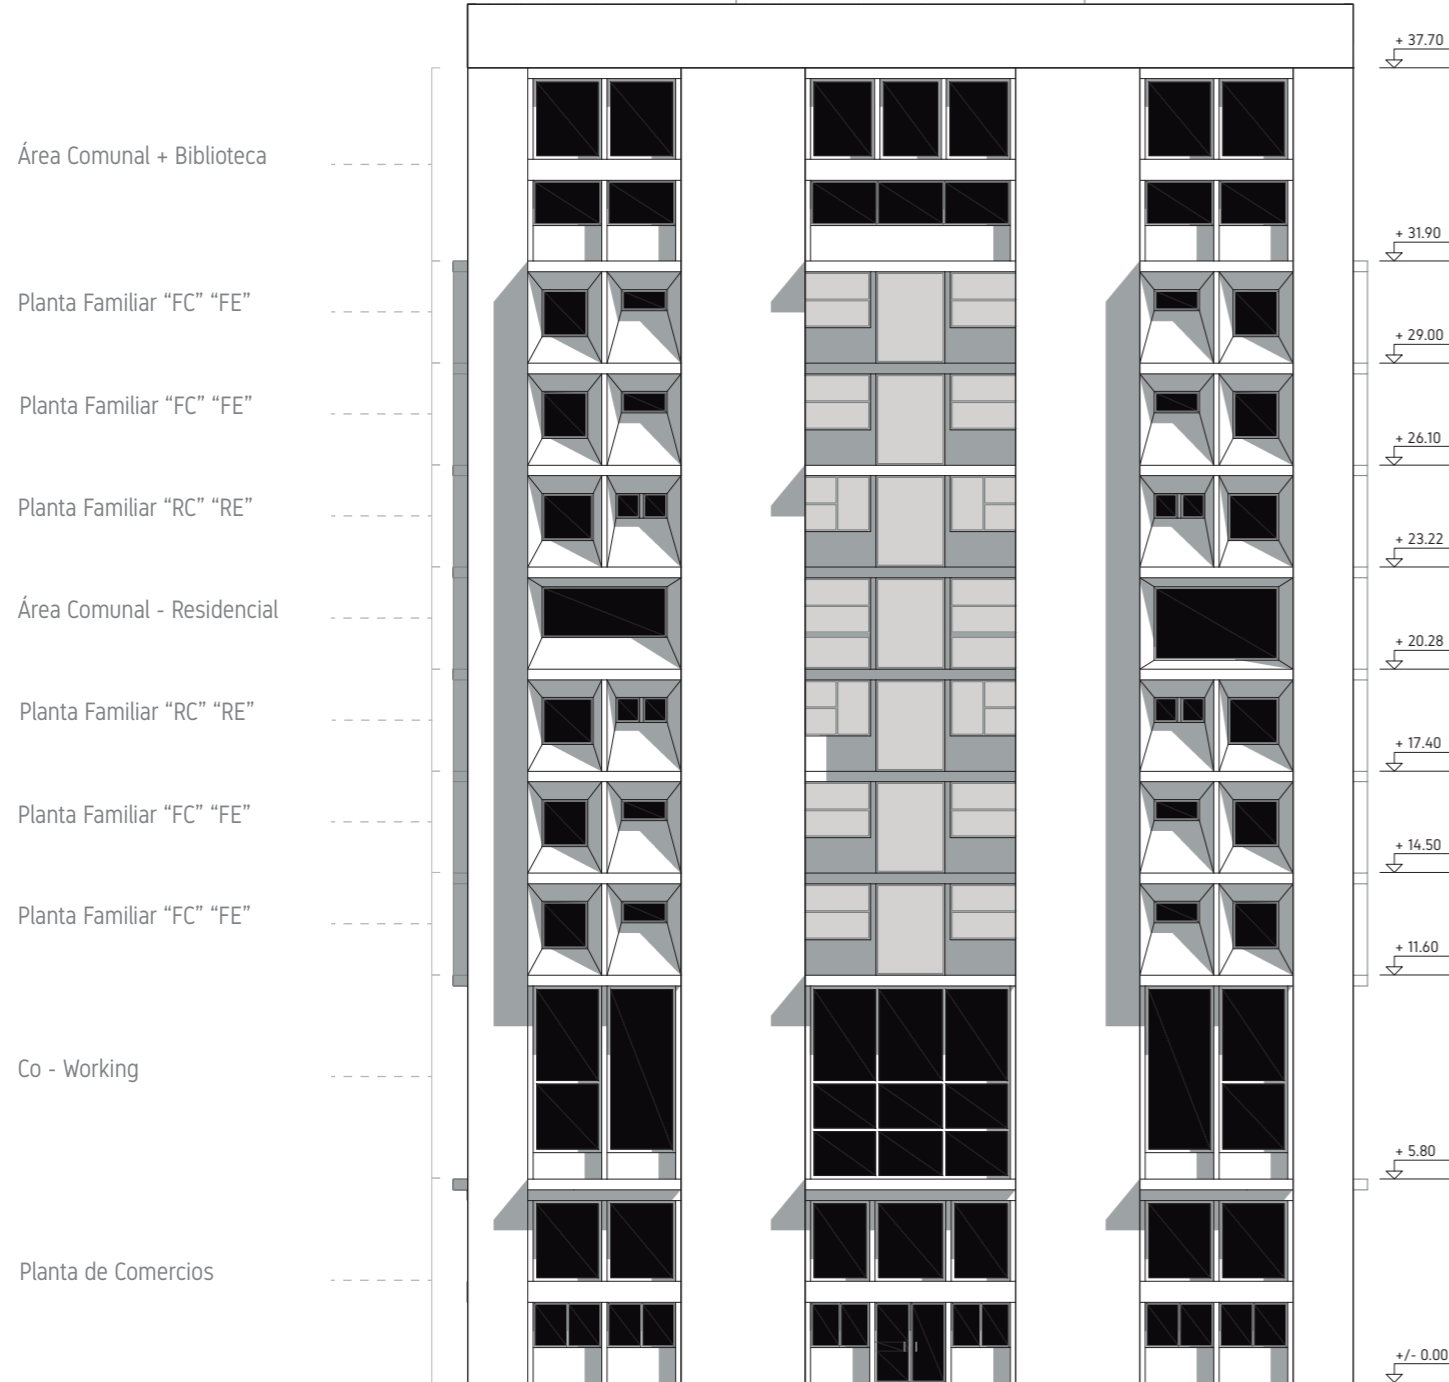 + 37.70
Área Comunal + Biblioteca
+ 31.90
Planta Familiar “FC” “FE”
+ 29.00
Planta Familiar “FC” “FE”
+ 26.10
Planta Familiar “RC” “RE”
+ 23.22
Área Comunal - Residencial
+ 20.28
Planta Familiar “RC” “RE”
+ 17.40
Planta Familiar “FC” “FE”
+ 14.50
Planta Familiar “FC” “FE”
+ 11.60
Co - Working
+ 5.80
Planta de Comercios
+/- 0.00